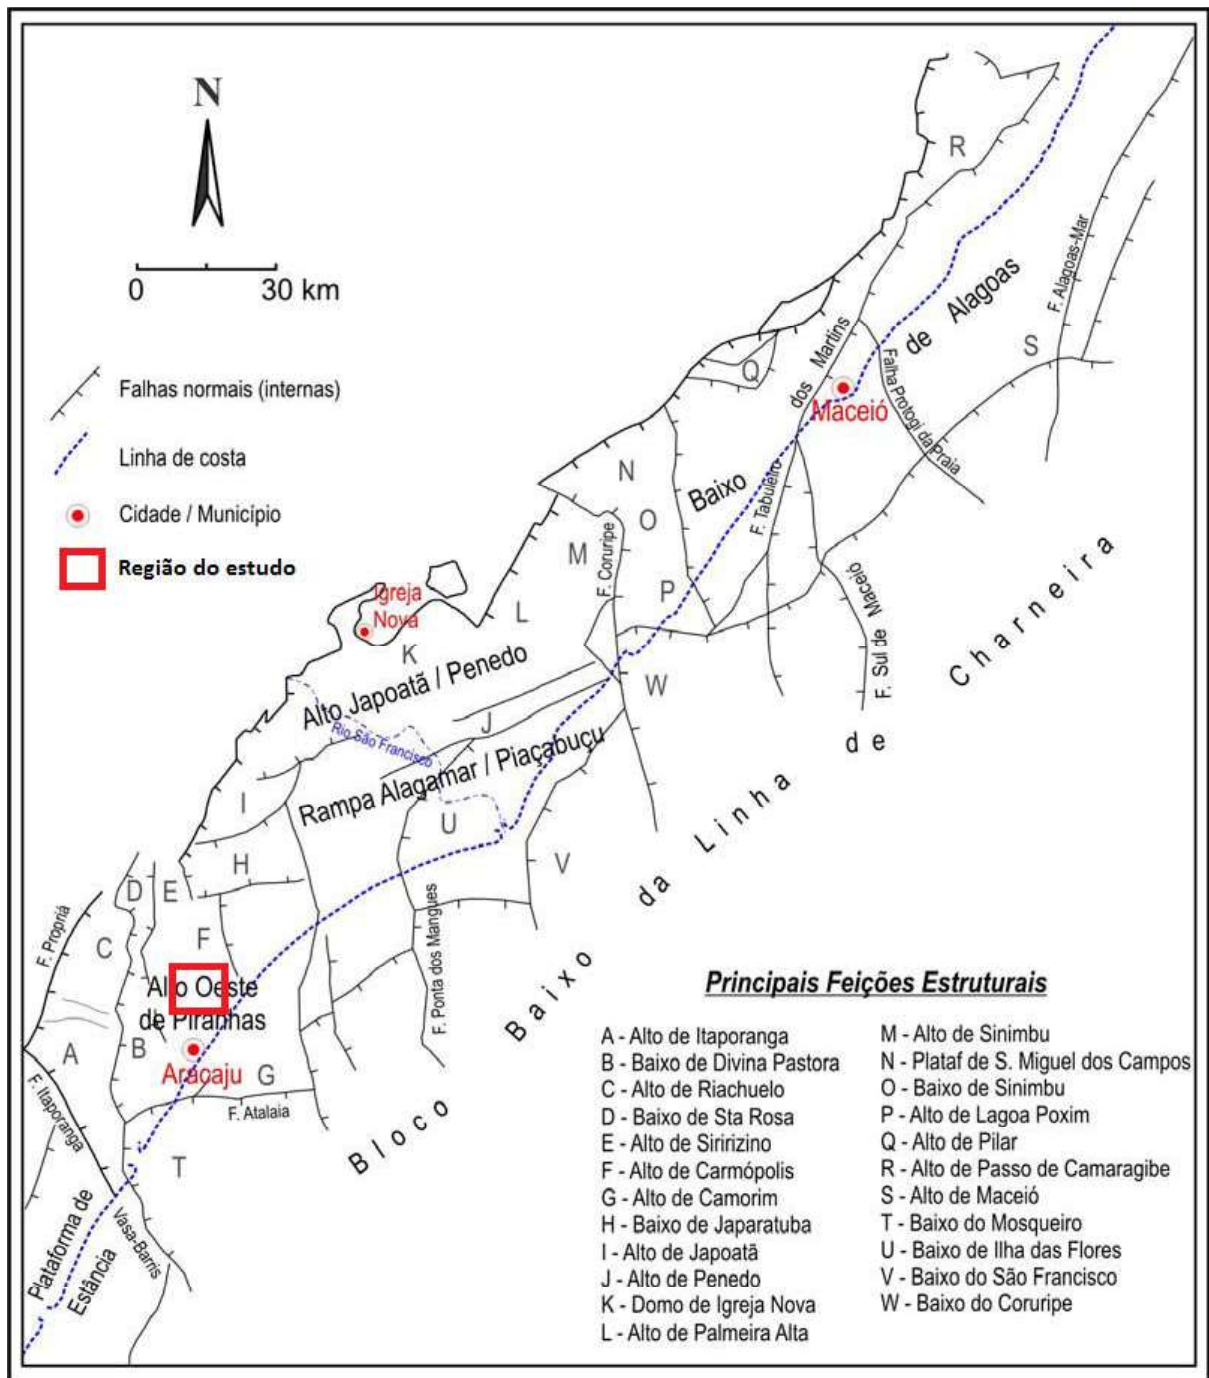 N
0 30 km
Falhas normais (internas)
Linha de costa
Cidade / Município
Região do estudo
R
F. Alagoas-Mar
de Alagoas
S
dos Martins
Q
Maceió
Falha Protogi da Praia
N
Baixo
O
F. Tabuleiro
M
F. Coruripe
P
L
Igreja
Nova
K
F. Sul de Maceió
Charneira
Alto Japoatã / Penedo
W
J
Rio São Francisco
de
Rampa Alagamar / Piaçabuçu
I
U
Linha
H
V
D
E
da
F. Propriá
C
F
F. Ponta dos Mangues
Baixo
Alto Oeste
de Piranhas
A
B
Aracaju
G
F. Itaporanga
F. Atalaia
Bloco
T
Plataforma de
Estância
Vasa-Barris
Principais Feições Estruturais
A - Alto de Itaporanga
B - Baixo de Divina Pastora
C - Alto de Riachuelo
D - Baixo de Sta Rosa
E - Alto de Siririzino
F - Alto de Carmópolis
G - Alto de Camorim
H - Baixo de Japaratuba
I - Alto de Japoatã
J - Alto de Penedo
K - Domo de Igreja Nova
L - Alto de Palmeira Alta
M - Alto de Sinimbu
N - Plataf de S. Miguel dos Campos
O - Baixo de Sinimbu
P - Alto de Lagoa Poxim
Q - Alto de Pilar
R - Alto de Passo de Camaragibe
S - Alto de Maceió
T - Baixo do Mosqueiro
U - Baixo de Ilha das Flores
V - Baixo do São Francisco
W - Baixo do Coruripe